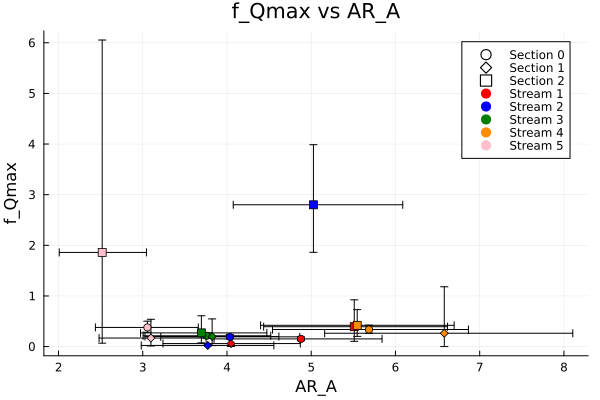 f_Qmax vs AR_A
f_Qmax
6
5
4
3
2
1
0
2 3 4 5 6 7 8
AR_A
Section 0
Section 1
Section 2
Stream 1
Stream 2
Stream 3
Stream 4
Stream 5